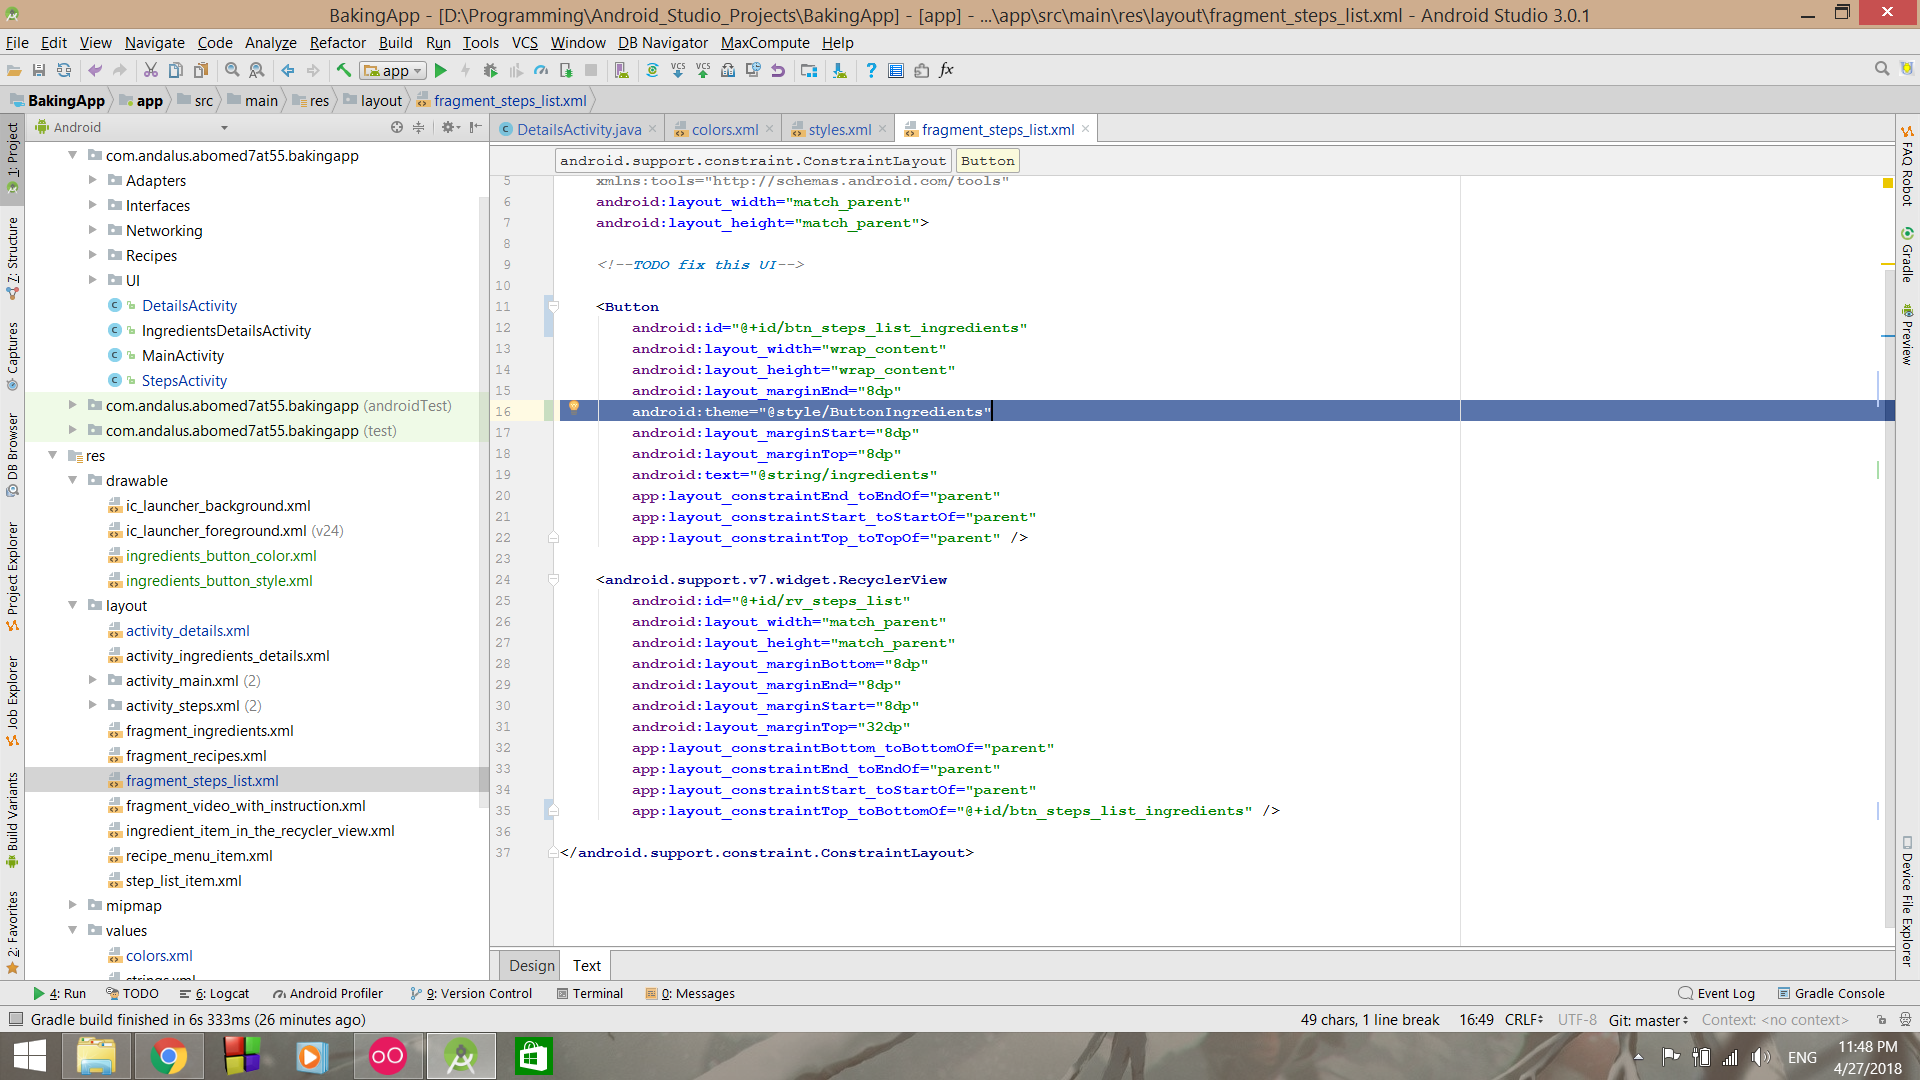 BakingApp - [D:\Programming\Android_Studio_Projects\BakingApp] - [app] - ...\app\src\main\res\layout\fragment_steps_list.xml - Android Studio 3.0.1
File Edit View Navigate Code Analyze Refactor Build Run Tools VCS Window DB Navigator MaxCompute Help
app
BakingApp app src main res layout fragment_steps_list.xml
Android
DetailsActivity.java colors.xml styles.xml fragment_steps_list.xml
android.support.constraint.ConstraintLayout Button
1: Project
7: Structure
Captures
DB Browser
Project Explorer
Job Explorer
Build Variants
2: Favorites
com.andalus.abomed7at55.bakingapp
Adapters
Interfaces
Networking
Recipes
UI
DetailsActivity
IngredientsDetailsActivity
MainActivity
StepsActivity
com.andalus.abomed7at55.bakingapp (androidTest)
com.andalus.abomed7at55.bakingapp (test)
res
drawable
ic_launcher_background.xml
ic_launcher_foreground.xml (v24)
ingredients_button_color.xml
ingredients_button_style.xml
layout
activity_details.xml
activity_ingredients_details.xml
activity_main.xml (2)
activity_steps.xml (2)
fragment_ingredients.xml
fragment_recipes.xml
fragment_steps_list.xml
fragment_video_with_instruction.xml
ingredient_item_in_the_recycler_view.xml
recipe_menu_item.xml
step_list_item.xml
mipmap
values
colors.xml
strings.xml
5 xmlns:tools="http://schemas.android.com/tools"
6 android:layout_width="match_parent"
7 android:layout_height="match_parent">
8
9 <!--TODO fix this UI-->
10
11 <Button
12 android:id="@+id/btn_steps_list_ingredients"
13 android:layout_width="wrap_content"
14 android:layout_height="wrap_content"
15 android:layout_marginEnd="8dp"
16 android:theme="@style/ButtonIngredients"
17 android:layout_marginStart="8dp"
18 android:layout_marginTop="8dp"
19 android:text="@string/ingredients"
20 app:layout_constraintEnd_toEndOf="parent"
21 app:layout_constraintStart_toStartOf="parent"
22 app:layout_constraintTop_toTopOf="parent" />
23
24 <android.support.v7.widget.RecyclerView
25 android:id="@+id/rv_steps_list"
26 android:layout_width="match_parent"
27 android:layout_height="match_parent"
28 android:layout_marginBottom="8dp"
29 android:layout_marginEnd="8dp"
30 android:layout_marginStart="8dp"
31 android:layout_marginTop="32dp"
32 app:layout_constraintBottom_toBottomOf="parent"
33 app:layout_constraintEnd_toEndOf="parent"
34 app:layout_constraintStart_toStartOf="parent"
35 app:layout_constraintTop_toBottomOf="@+id/btn_steps_list_ingredients" />
36
37 </android.support.constraint.ConstraintLayout>
FAQ Robot
Gradle
Preview
Device File Explorer
Design Text
4: Run TODO 6: Logcat Android Profiler 9: Version Control Terminal 0: Messages Event Log Gradle Console
Gradle build finished in 6s 333ms (26 minutes ago) 49 chars, 1 line break 16:49 CRLF UTF-8 Git: master Context: <no context>
ENG 11:48 PM
4/27/2018